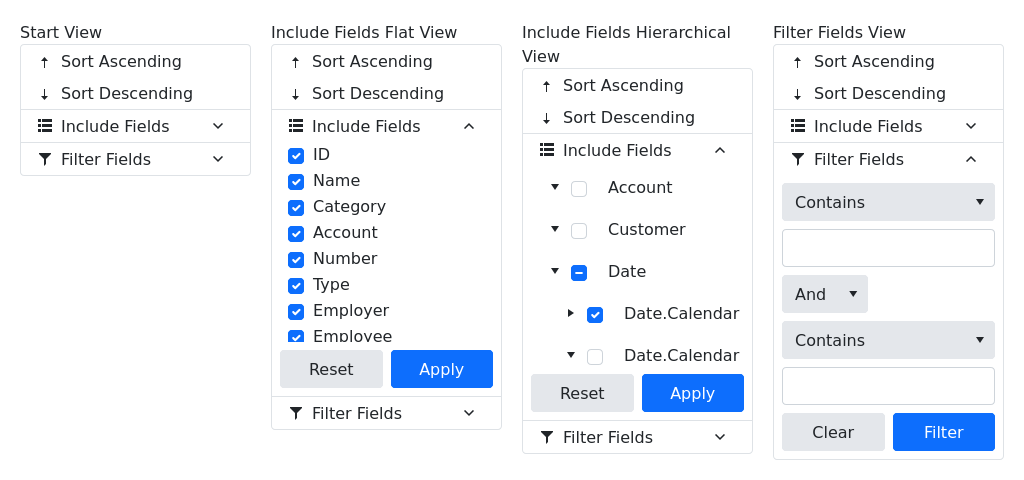 Start View
Sort Ascending
Sort Descending
Include Fields
Filter Fields
Include Fields Flat View
Sort Ascending
Sort Descending
Include Fields
ID
Name
Category
Account
Number
Type
Employer
Employee
Reset Apply
Filter Fields
Include Fields Hierarchical
View
Sort Ascending
Sort Descending
Include Fields
Account
Customer
Date
Date.Calendar
Date.Calendar
Reset Apply
Filter Fields
Filter Fields View
Sort Ascending
Sort Descending
Include Fields
Filter Fields
Contains
And
Contains
Clear Filter